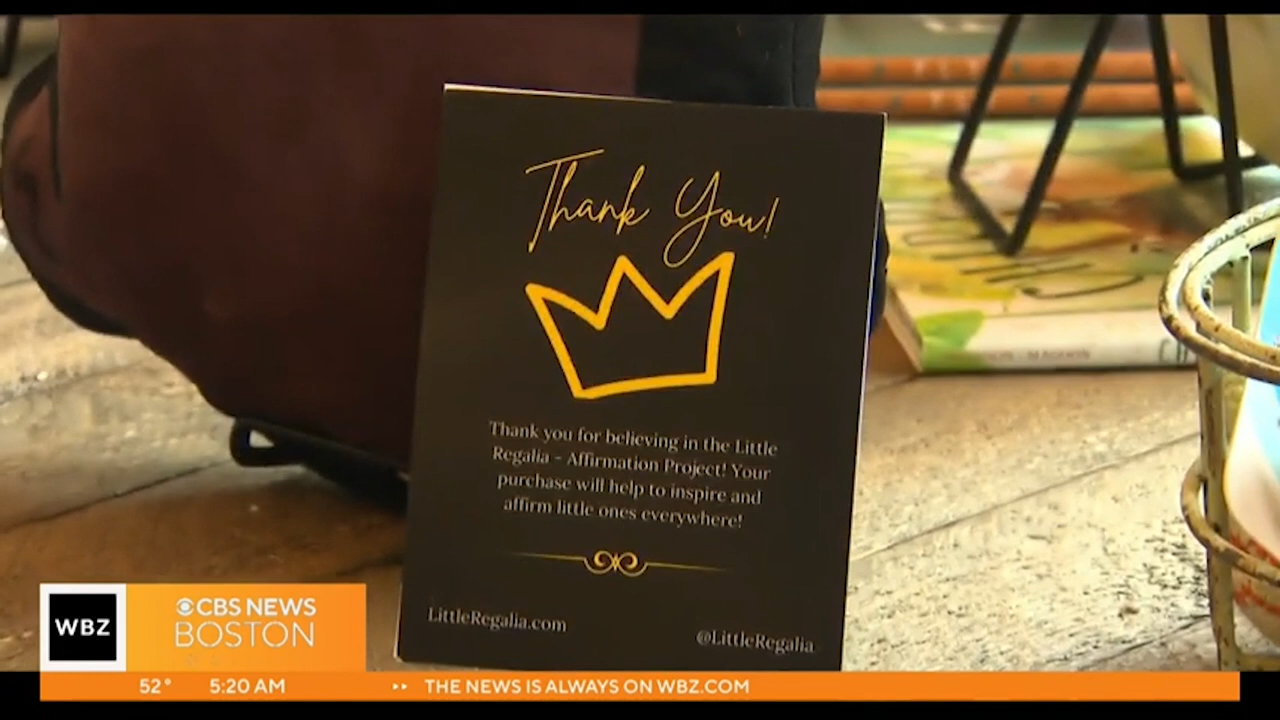 Thank You!
Thank you for believing in the Little
Regalia - Affirmation Project! Your
purchase will help to inspire and
affirm little ones everywhere!
LittleRegalia.com
@LittleRegalia
WBZ
CBS NEWS
BOSTON
52° 5:20 AM THE NEWS IS ALWAYS ON WBZ.COM